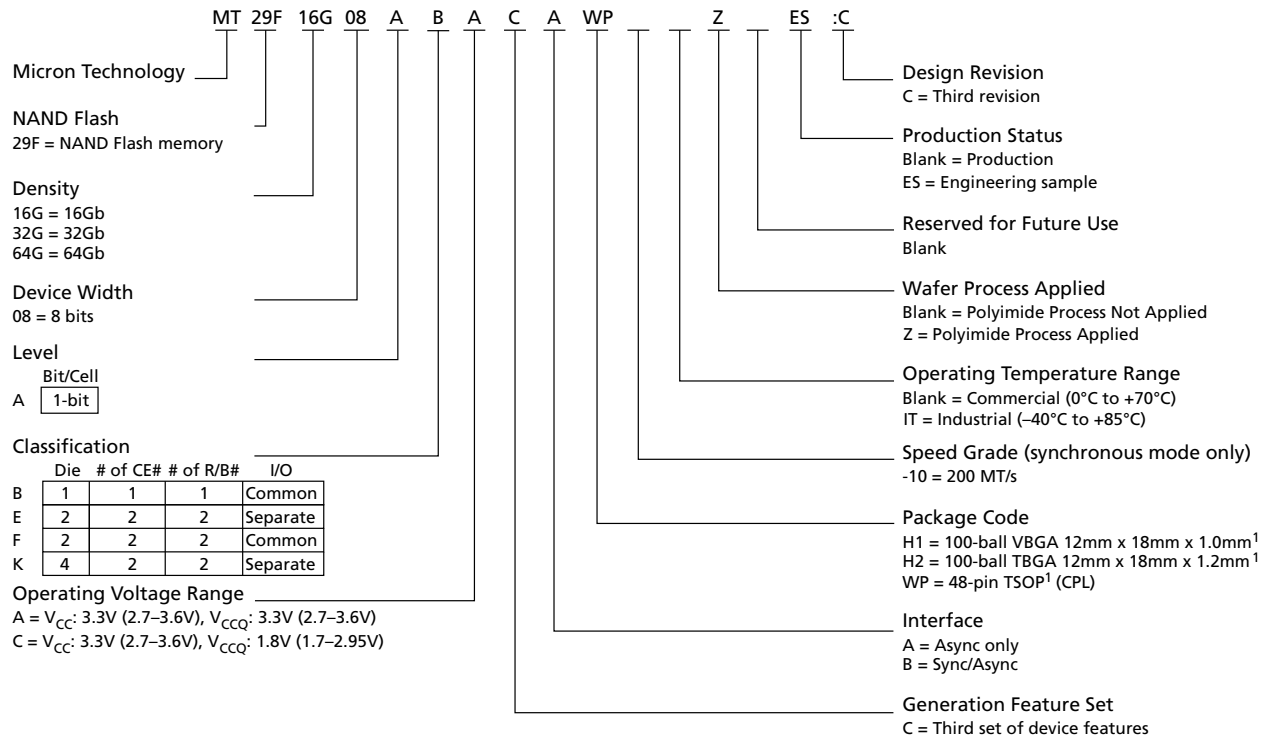 MT 29F 16G 08 A B A C A WP Z ES :C
Micron Technology
NAND Flash
29F = NAND Flash memory
Density
16G = 16Gb
32G = 32Gb
64G = 64Gb
Device Width
08 = 8 bits
Level
Bit/Cell
A 1-bit
Classification
Die # of CE# # of R/B# I/O
B 1 1 1 Common
E 2 2 2 Separate
F 2 2 2 Common
K 4 2 2 Separate
Operating Voltage Range
A = VCC: 3.3V (2.7–3.6V), VCCQ: 3.3V (2.7–3.6V)
C = VCC: 3.3V (2.7–3.6V), VCCQ: 1.8V (1.7–2.95V)
Design Revision
C = Third revision
Production Status
Blank = Production
ES = Engineering sample
Reserved for Future Use
Blank
Wafer Process Applied
Blank = Polyimide Process Not Applied
Z = Polyimide Process Applied
Operating Temperature Range
Blank = Commercial (0°C to +70°C)
IT = Industrial (–40°C to +85°C)
Speed Grade (synchronous mode only)
-10 = 200 MT/s
Package Code
H1 = 100-ball VBGA 12mm x 18mm x 1.0mm¹
H2 = 100-ball TBGA 12mm x 18mm x 1.2mm¹
WP = 48-pin TSOP¹ (CPL)
Interface
A = Async only
B = Sync/Async
Generation Feature Set
C = Third set of device features